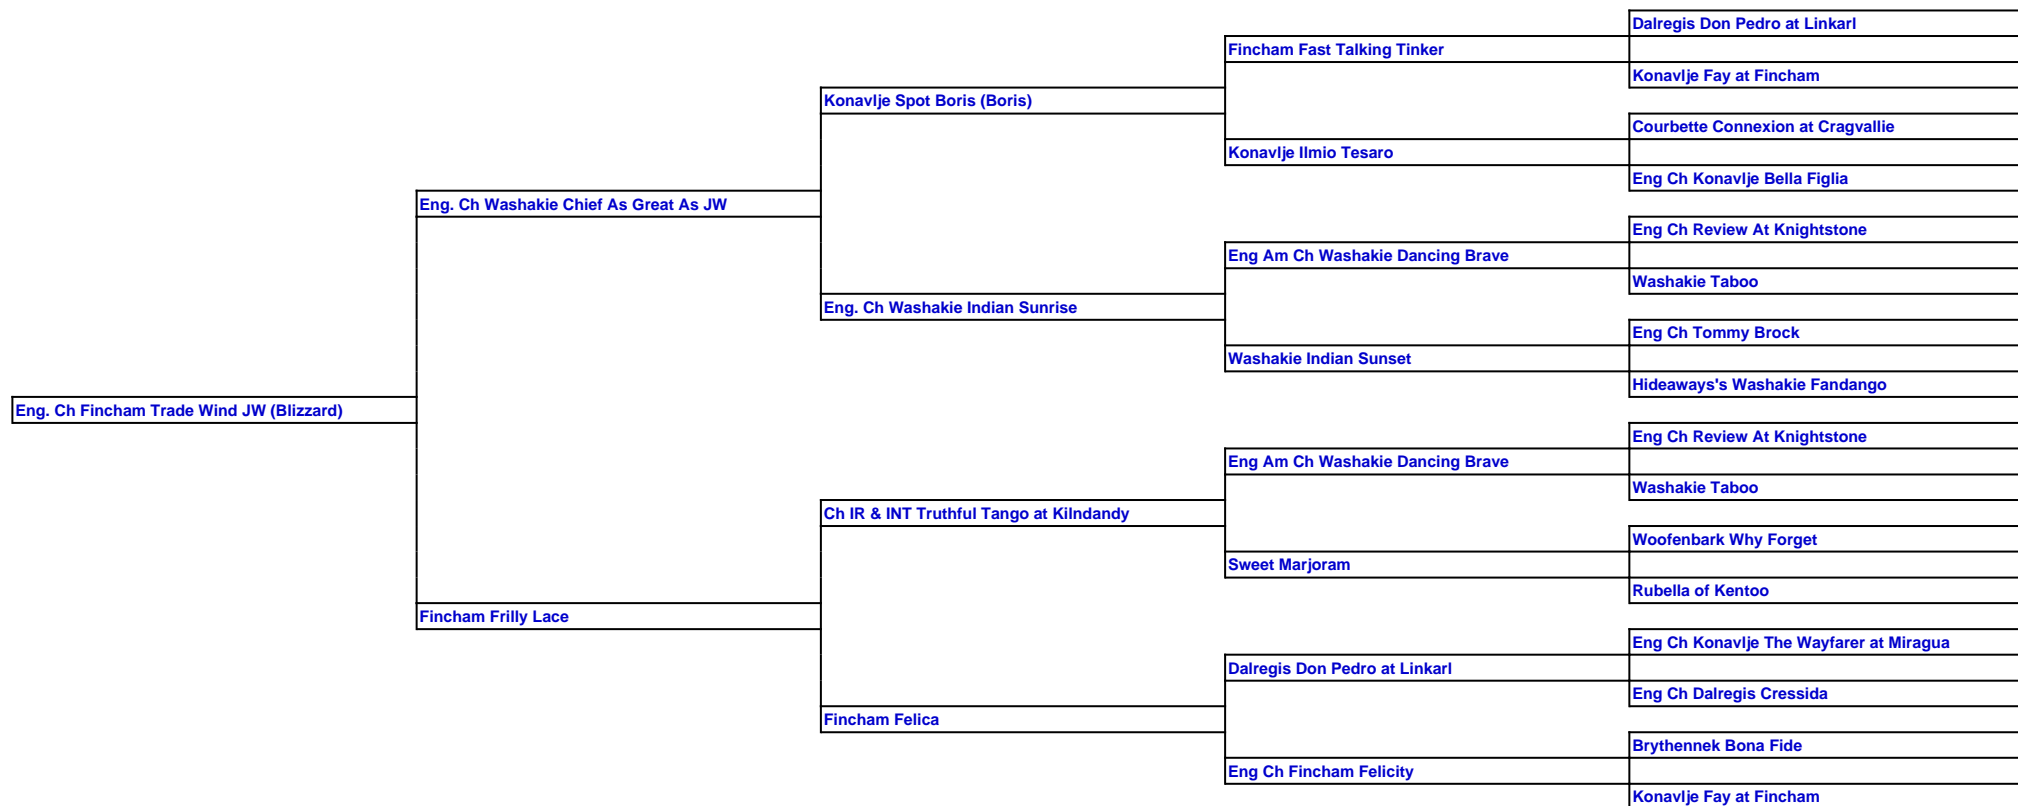 Dalregis Don Pedro at Linkarl
Fincham Fast Talking Tinker
Konavlje Fay at Fincham
Konavlje Spot Boris (Boris)
Courbette Connexion at Cragvallie
Konavlje Ilmio Tesaro
Eng Ch Konavlje Bella Figlia
Eng. Ch Washakie Chief As Great As JW
Eng Ch Review At Knightstone
Eng Am Ch Washakie Dancing Brave
Washakie Taboo
Eng. Ch Washakie Indian Sunrise
Eng Ch Tommy Brock
Washakie Indian Sunset
Hideaways's Washakie Fandango
Eng. Ch Fincham Trade Wind JW (Blizzard)
Eng Ch Review At Knightstone
Eng Am Ch Washakie Dancing Brave
Washakie Taboo
Ch IR & INT Truthful Tango at Kilndandy
Woofenbark Why Forget
Sweet Marjoram
Rubella of Kentoo
Fincham Frilly Lace
Eng Ch Konavlje The Wayfarer at Miragua
Dalregis Don Pedro at Linkarl
Eng Ch Dalregis Cressida
Fincham Felica
Brythennek Bona Fide
Eng Ch Fincham Felicity
Konavlje Fay at Fincham